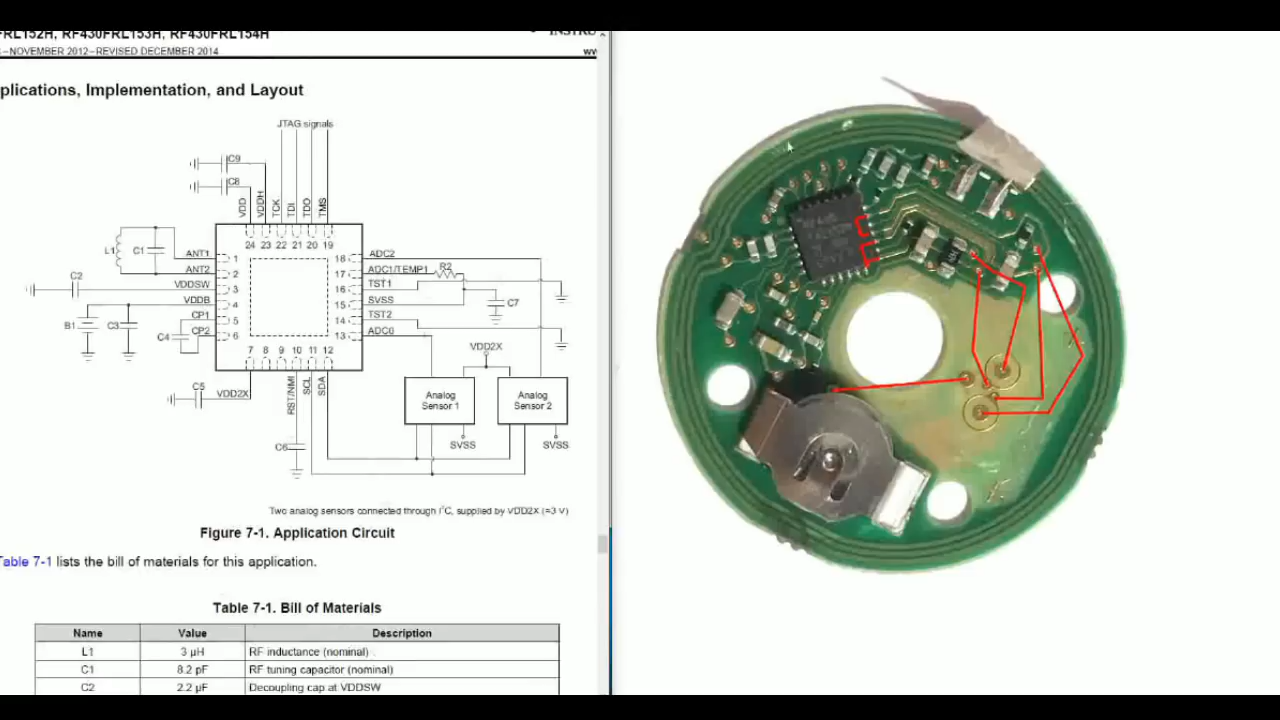 FRL152H, RF430FRL153H, RF430FRL154H
INSTRU
–NOVEMBER 2012–REVISED DECEMBER 2014
ww
plications, Implementation, and Layout
JTAG signals
C9
C8
VDD
VDDH
TCK
TDI
TDO
TMS
24 23 22 21 20 19
L1
C1
ANT1
1
ANT2
2
C2
VDDSW
3
VDDB
4
B1
C3
CP1
5
C4
CP2
6
18
ADC2
17
ADC1/TEMP1
R2
16
TST1
15
SVSS
C7
14
TST2
13
ADC0
7 8 9 10 11 12
C5
VDD2X
RST/NMI
SCL
SDA
C6
VDD2X
Analog
Sensor 1
Analog
Sensor 2
SVSS
SVSS
Two analog sensors connected through I²C, supplied by VDD2X (≈3 V)
Figure 7-1. Application Circuit
Table 7-1 lists the bill of materials for this application.
Table 7-1. Bill of Materials
Name Value Description
L1 3 µH RF inductance (nominal)
C1 8.2 pF RF tuning capacitor (nominal)
C2 2.2 µF Decoupling cap at VDDSW